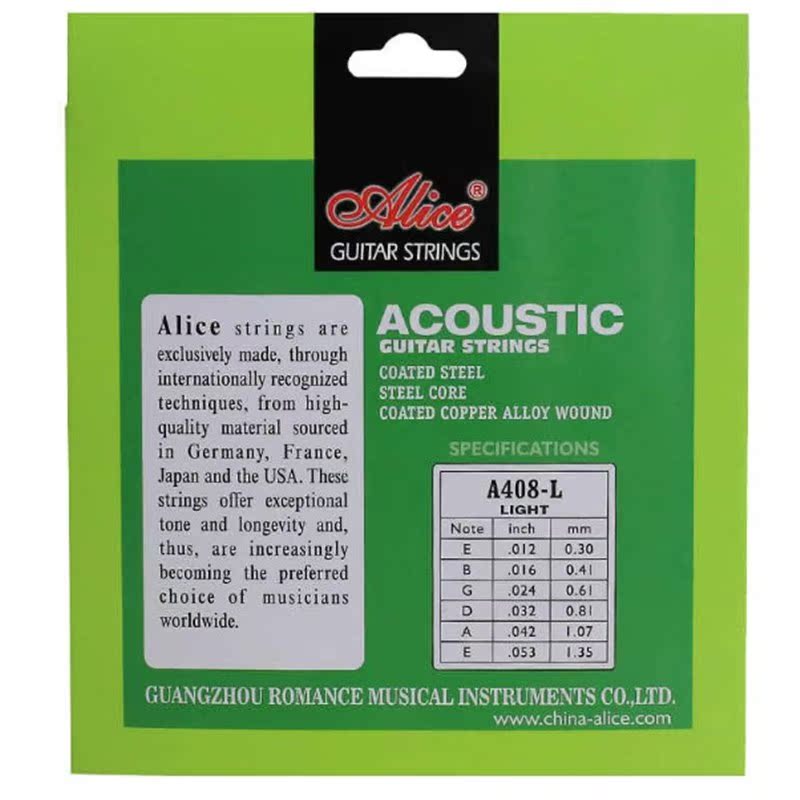 Alice®
GUITAR STRINGS
Alice strings are
exclusively made, through
internationally recognized
techniques, from high-
quality material sourced
in Germany, France,
Japan and the USA. These
strings offer exceptional
tone and longevity and,
thus, are increasingly
becoming the preferred
choice of musicians
worldwide.
ACOUSTIC
GUITAR STRINGS
COATED STEEL
STEEL CORE
COATED COPPER ALLOY WOUND
SPECIFICATIONS
A408-L
LIGHT
Note inch mm
E .012 0.30
B .016 0.41
G .024 0.61
D .032 0.81
A .042 1.07
E .053 1.35
GUANGZHOU ROMANCE MUSICAL INSTRUMENTS CO.,LTD.
www.china-alice.com